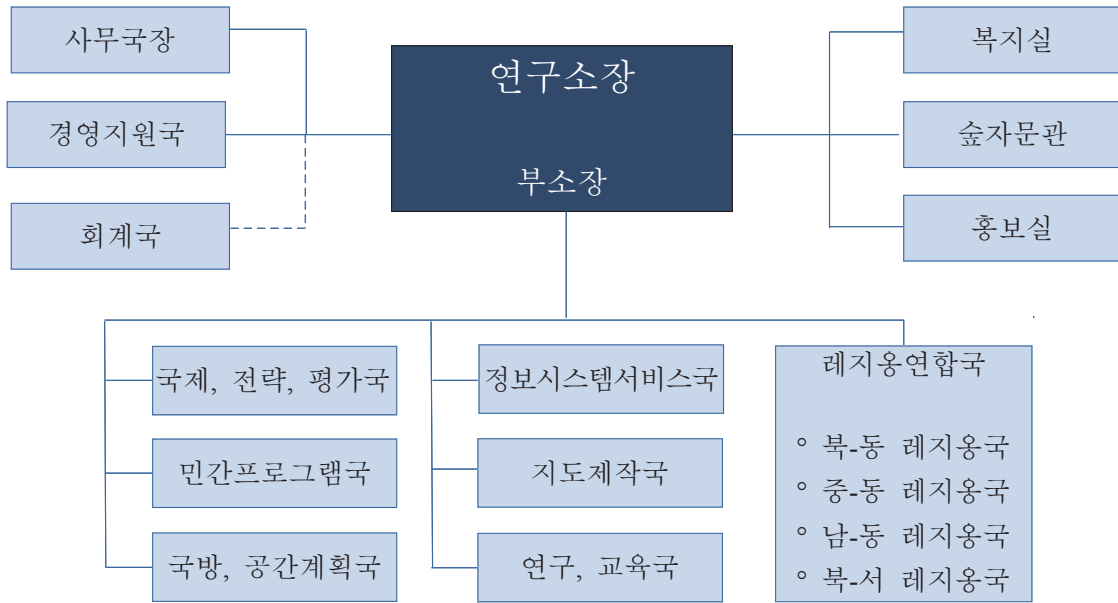 사무국장
경영지원국
회계국
연구소장
부소장
복지실
숲자문관
홍보실
국제, 전략, 평가국
민간프로그램국
국방, 공간계획국
정보시스템서비스국
지도제작국
연구, 교육국
레지옹연합국
° 북-동 레지옹국
° 중-동 레지옹국
° 남-동 레지옹국
° 북-서 레지옹국